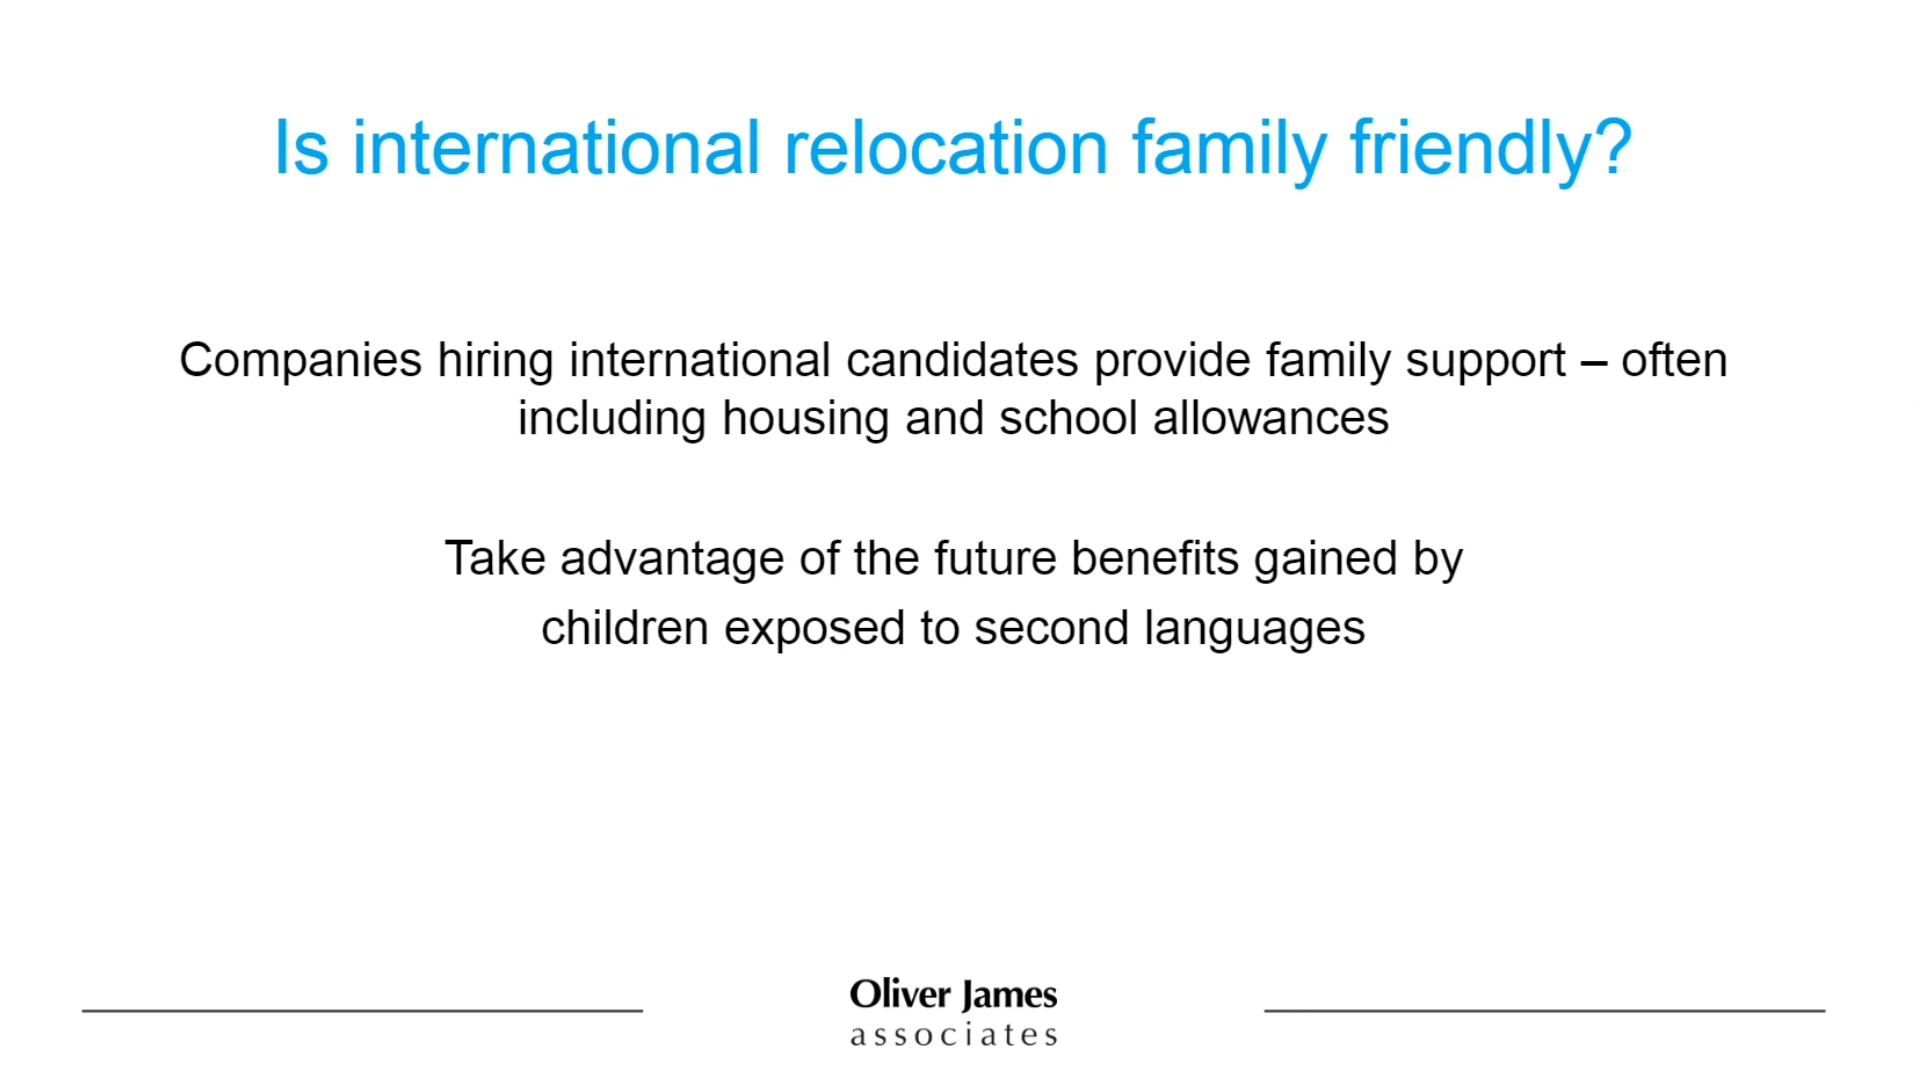 Is international relocation family friendly?
Companies hiring international candidates provide family support – often
including housing and school allowances
Take advantage of the future benefits gained by
children exposed to second languages
Oliver James
associates